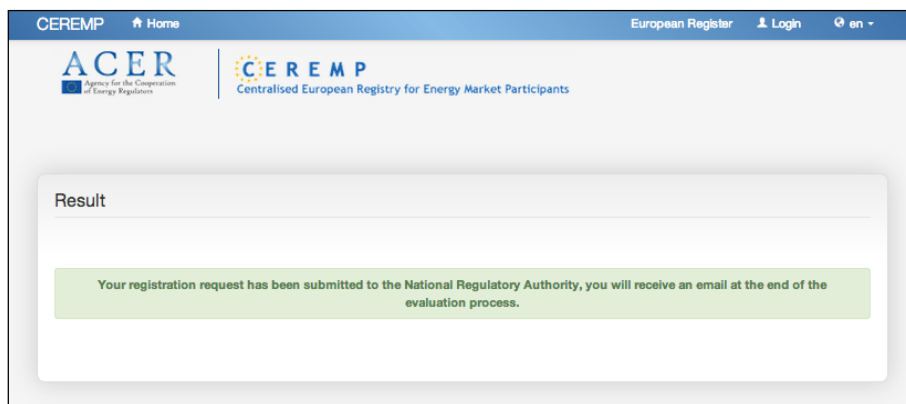 CEREMP Home European Register Login en
ACER
Agency for the Cooperation
of Energy Regulators
CEREMP
Centralised European Registry for Energy Market Participants
Result
Your registration request has been submitted to the National Regulatory Authority, you will receive an email at the end of the
evaluation process.